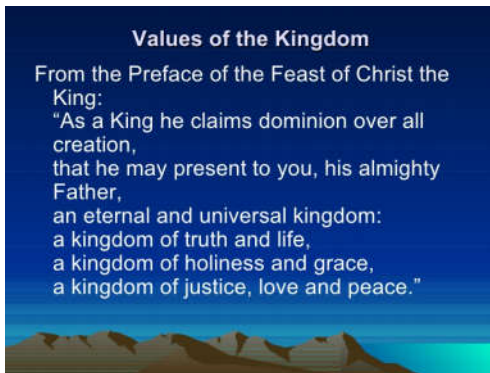 Values of the Kingdom
From the Preface of the Feast of Christ the
King:
“As a King he claims dominion over all
creation,
that he may present to you, his almighty
Father,
an eternal and universal kingdom:
a kingdom of truth and life,
a kingdom of holiness and grace,
a kingdom of justice, love and peace.”